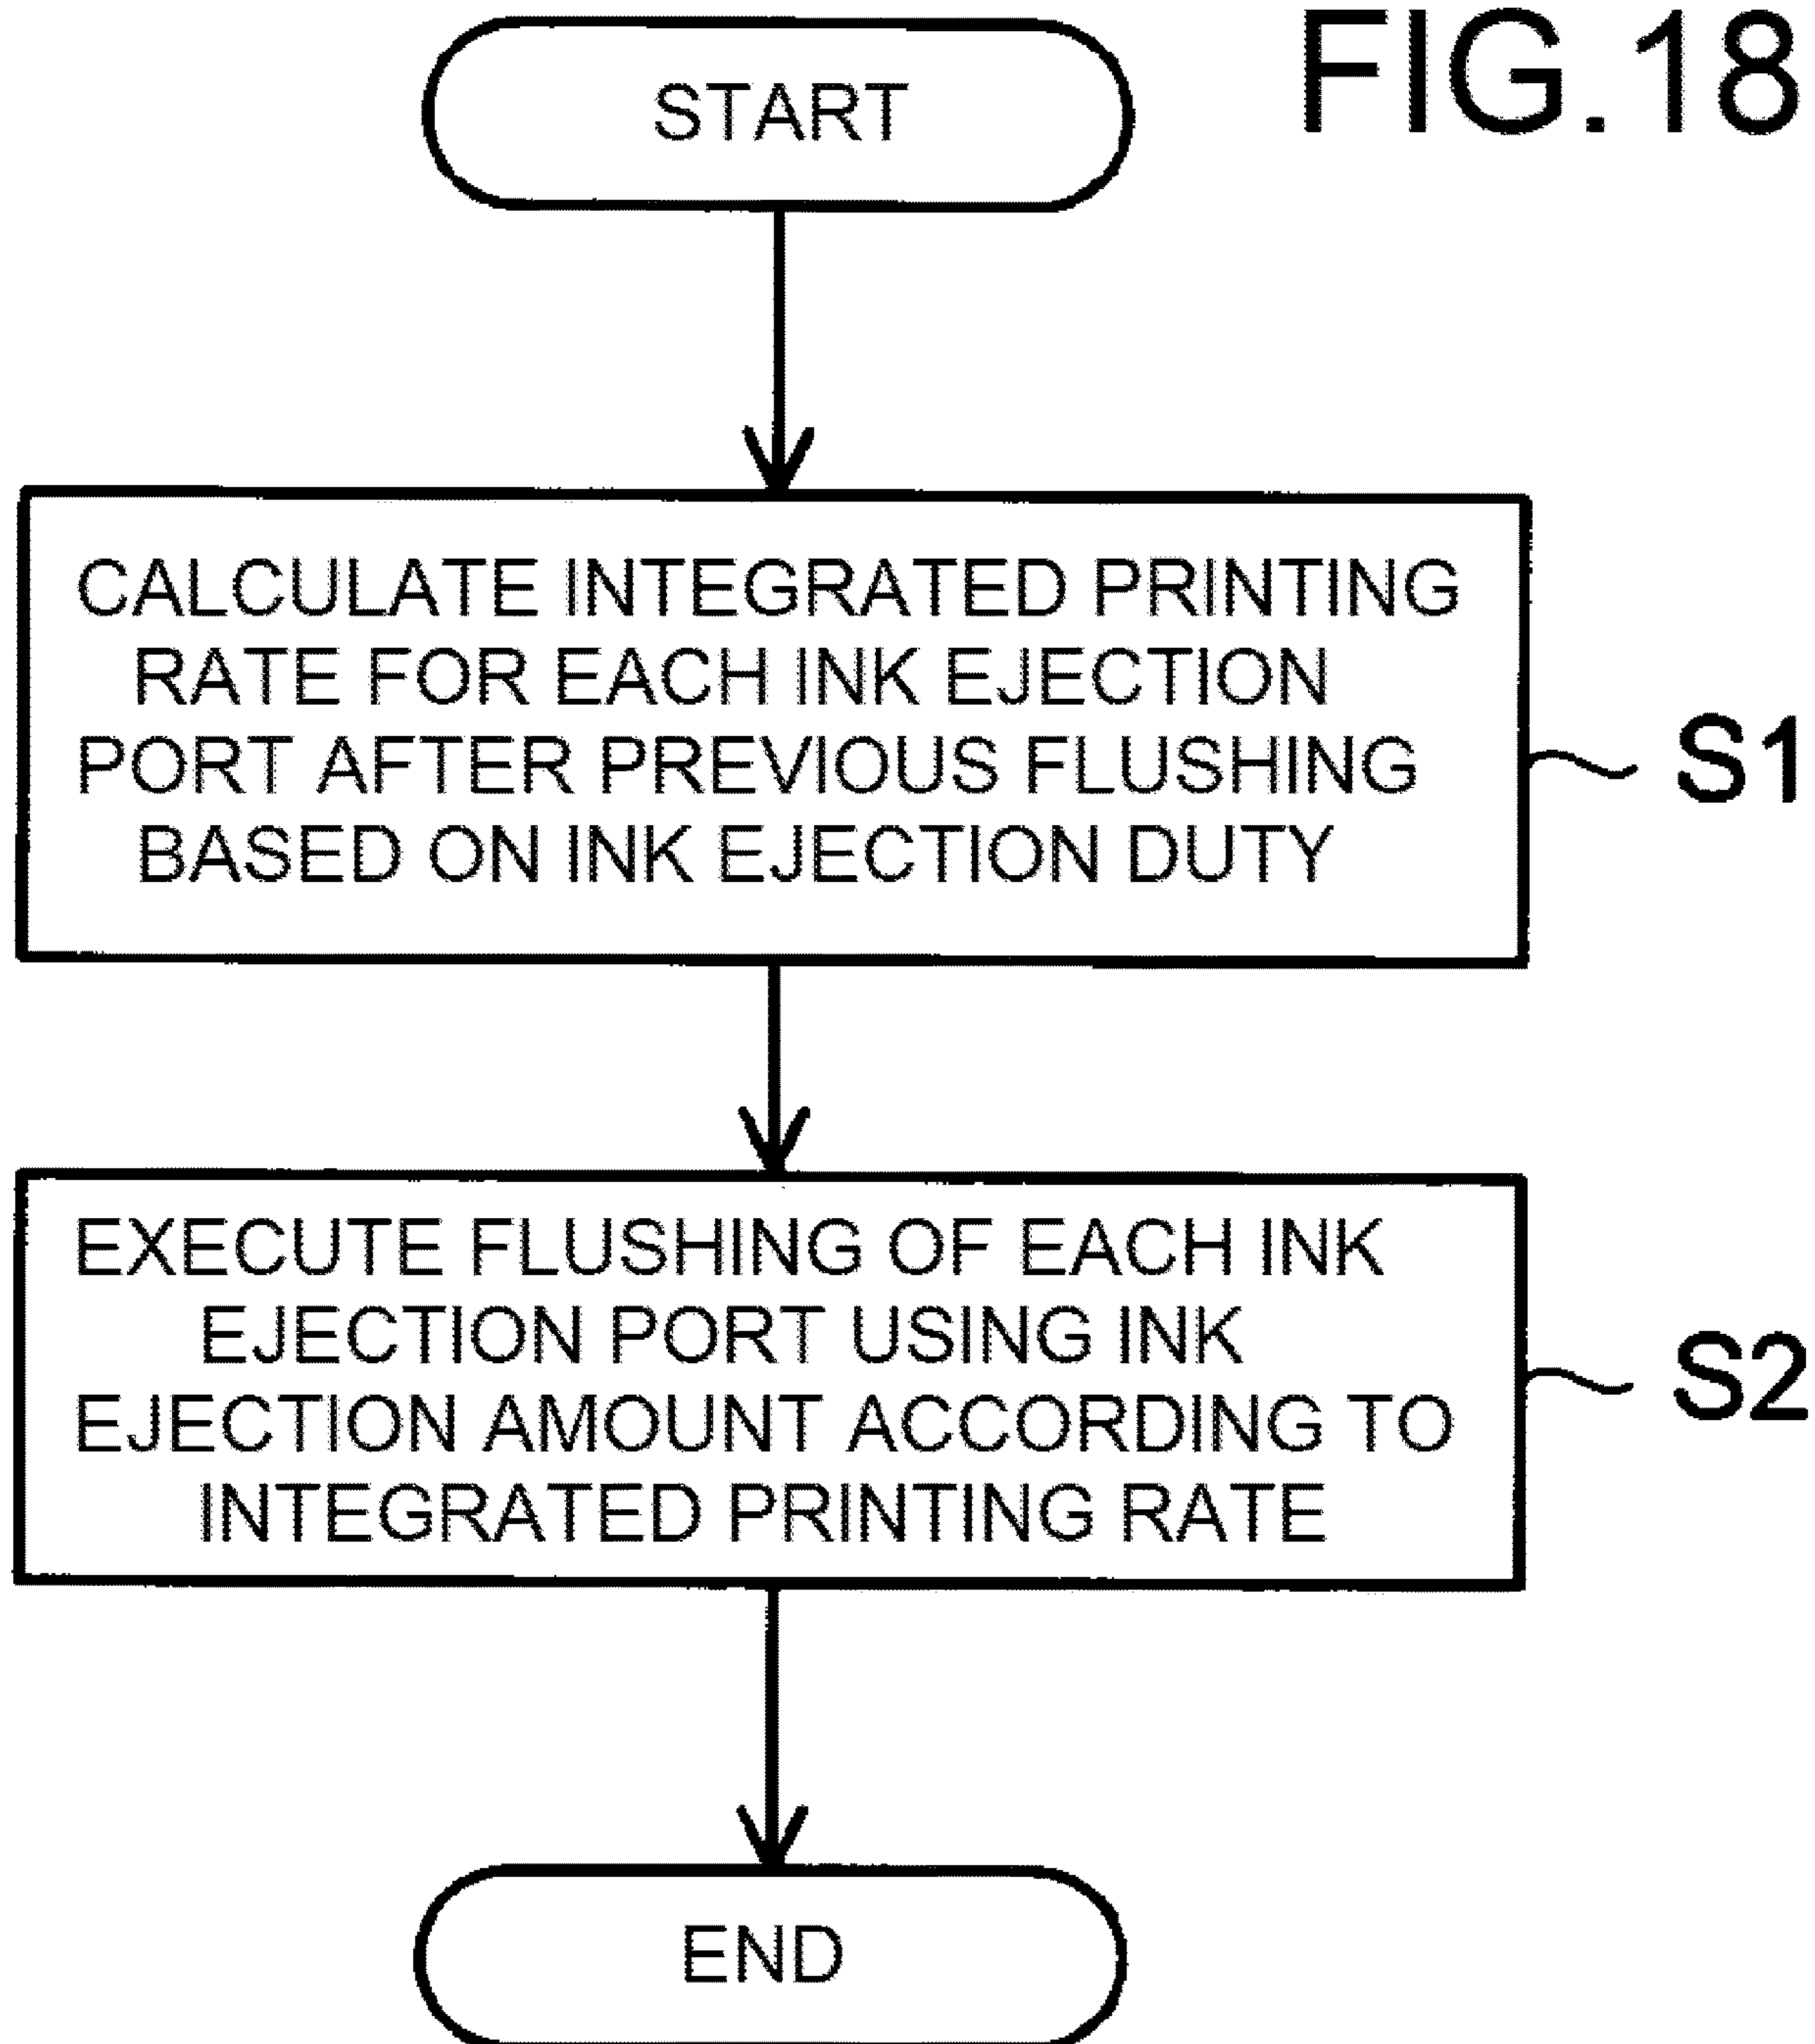 FIG.18
START
CALCULATE INTEGRATED PRINTING
RATE FOR EACH INK EJECTION
PORT AFTER PREVIOUS FLUSHING
BASED ON INK EJECTION DUTY
S1
EXECUTE FLUSHING OF EACH INK
EJECTION PORT USING INK
EJECTION AMOUNT ACCORDING TO
INTEGRATED PRINTING RATE
S2
END